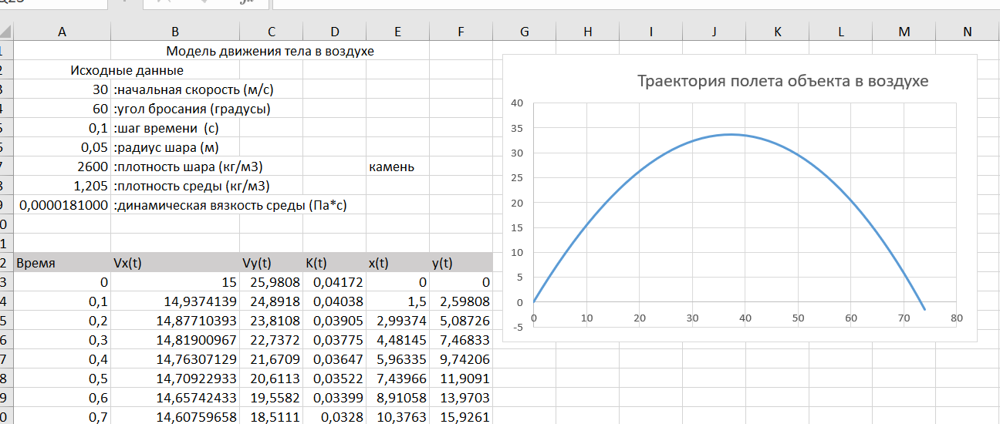 A B C D E F G H I J K L M N
Модель движения тела в воздухе
Исходные данные
30 :начальная скорость (м/с)
60 :угол бросания (градусы)
0,1 :шаг времени (с)
0,05 :радиус шара (м)
2600 :плотность шара (кг/м3) камень
1,205 :плотность среды (кг/м3)
0,0000181000 :динамическая вязкость среды (Па*с)
Время Vx(t) Vy(t) K(t) x(t) y(t)
0 15 25,9808 0,04172 0 0
0,1 14,9374139 24,8918 0,04038 1,5 2,59808
0,2 14,87710393 23,8108 0,03905 2,99374 5,08726
0,3 14,81900967 22,7372 0,03775 4,48145 7,46833
0,4 14,76307129 21,6709 0,03647 5,96335 9,74206
0,5 14,70922933 20,6113 0,03522 7,43966 11,9091
0,6 14,65742433 19,5582 0,03399 8,91058 13,9703
0,7 14,60759658 18,5111 0,0328 10,3763 15,9261
Траектория полета объекта в воздухе
40
35
30
25
20
15
10
5
0
-5
0 10 20 30 40 50 60 70 80